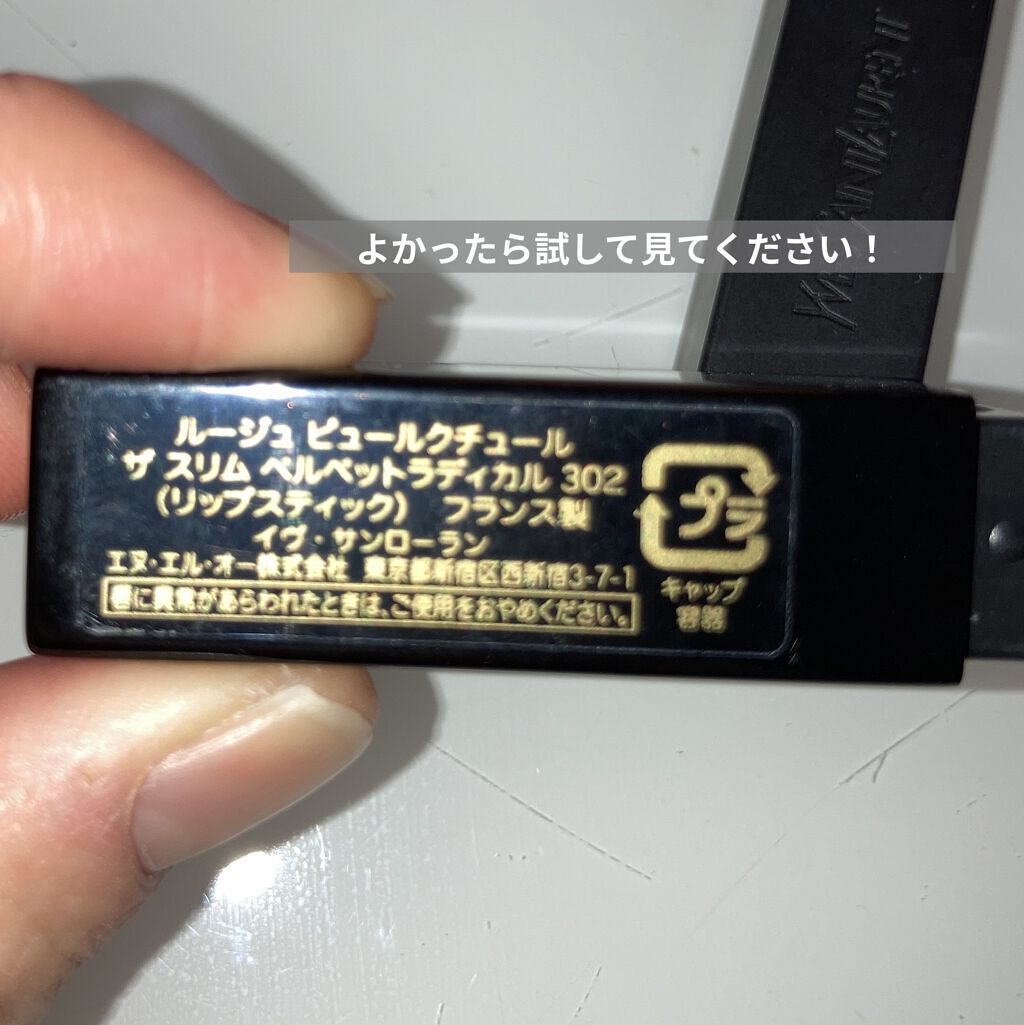 よかったら試して見てください！
ルージュ ピュールクチュール
ザ スリム ベルベットラディカル 302
(リップスティック) フランス製
イヴ・サンローラン
エヌ・エル・オー株式会社 東京都新宿区西新宿3-7-1
唇に異常があらわれたときは、ご使用をおやめください。
プラ
キャップ
容器